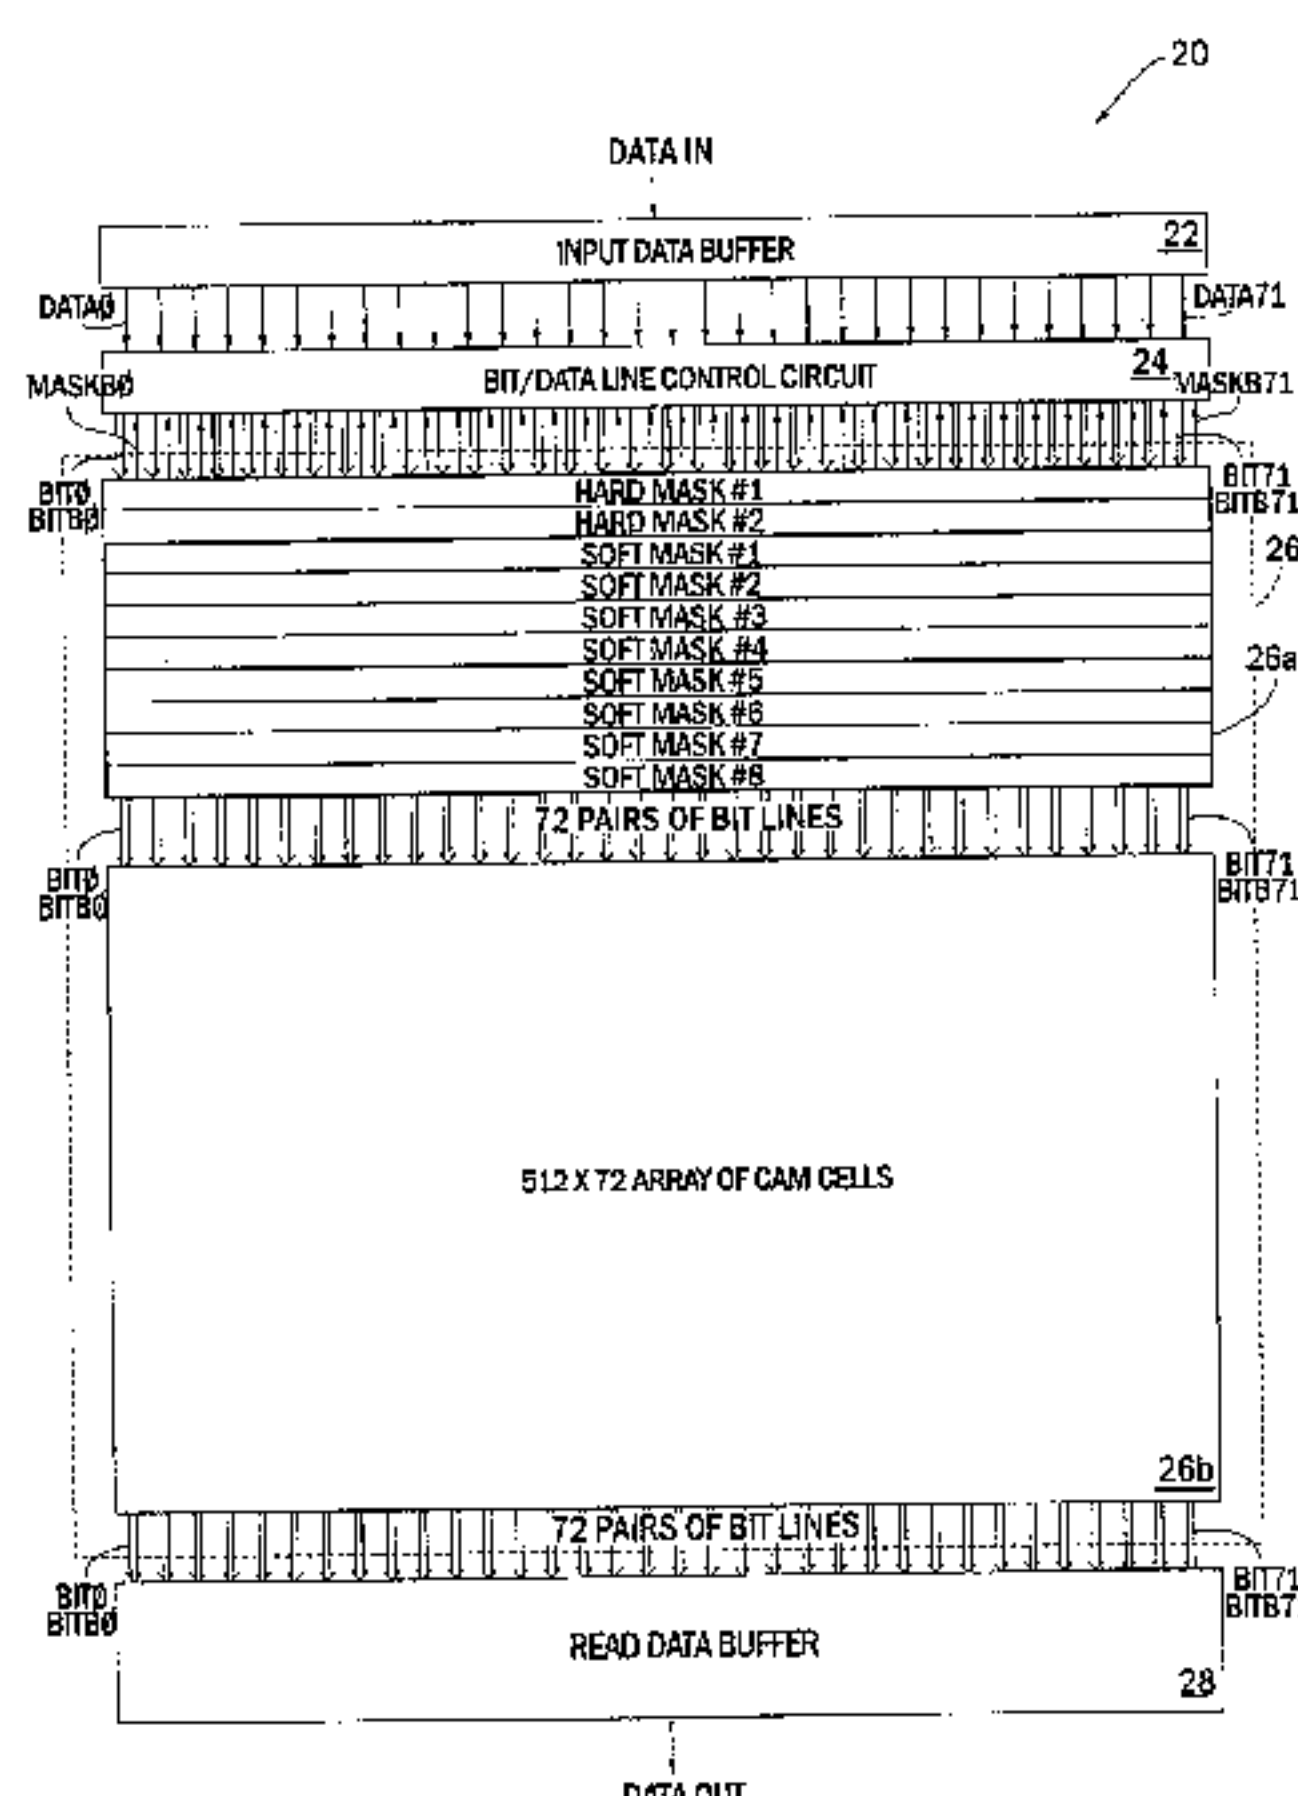 20
DATA IN
INPUT DATA BUFFER
22
DATAØ
DATA71
BIT/DATA LINE CONTROL CIRCUIT
24
MASKBØ
MASKB71
BITØ
BITBØ
BIT71
BITB71
HARD MASK #1
HARD MASK #2
SOFT MASK #1
SOFT MASK #2
SOFT MASK #3
SOFT MASK #4
SOFT MASK #5
SOFT MASK #6
SOFT MASK #7
SOFT MASK #8
26
26a
72 PAIRS OF BIT LINES
BITØ
BITBØ
BIT71
BITB71
512 X 72 ARRAY OF CAM CELLS
26b
72 PAIRS OF BIT LINES
BITØ
BITBØ
BIT71
BITB7
READ DATA BUFFER
28
DATA OUT